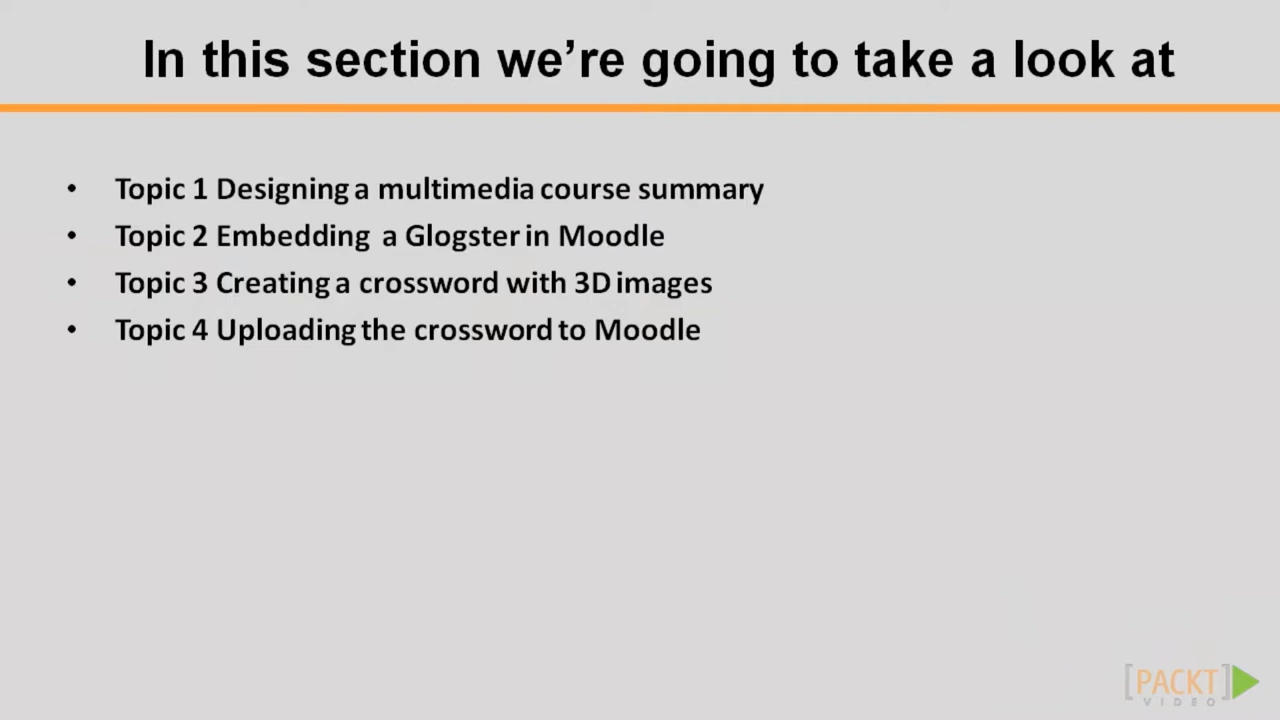 In this section we’re going to take a look at
• Topic 1 Designing a multimedia course summary
• Topic 2 Embedding a Glogster in Moodle
• Topic 3 Creating a crossword with 3D images
• Topic 4 Uploading the crossword to Moodle
[PACKT]
VIDEO